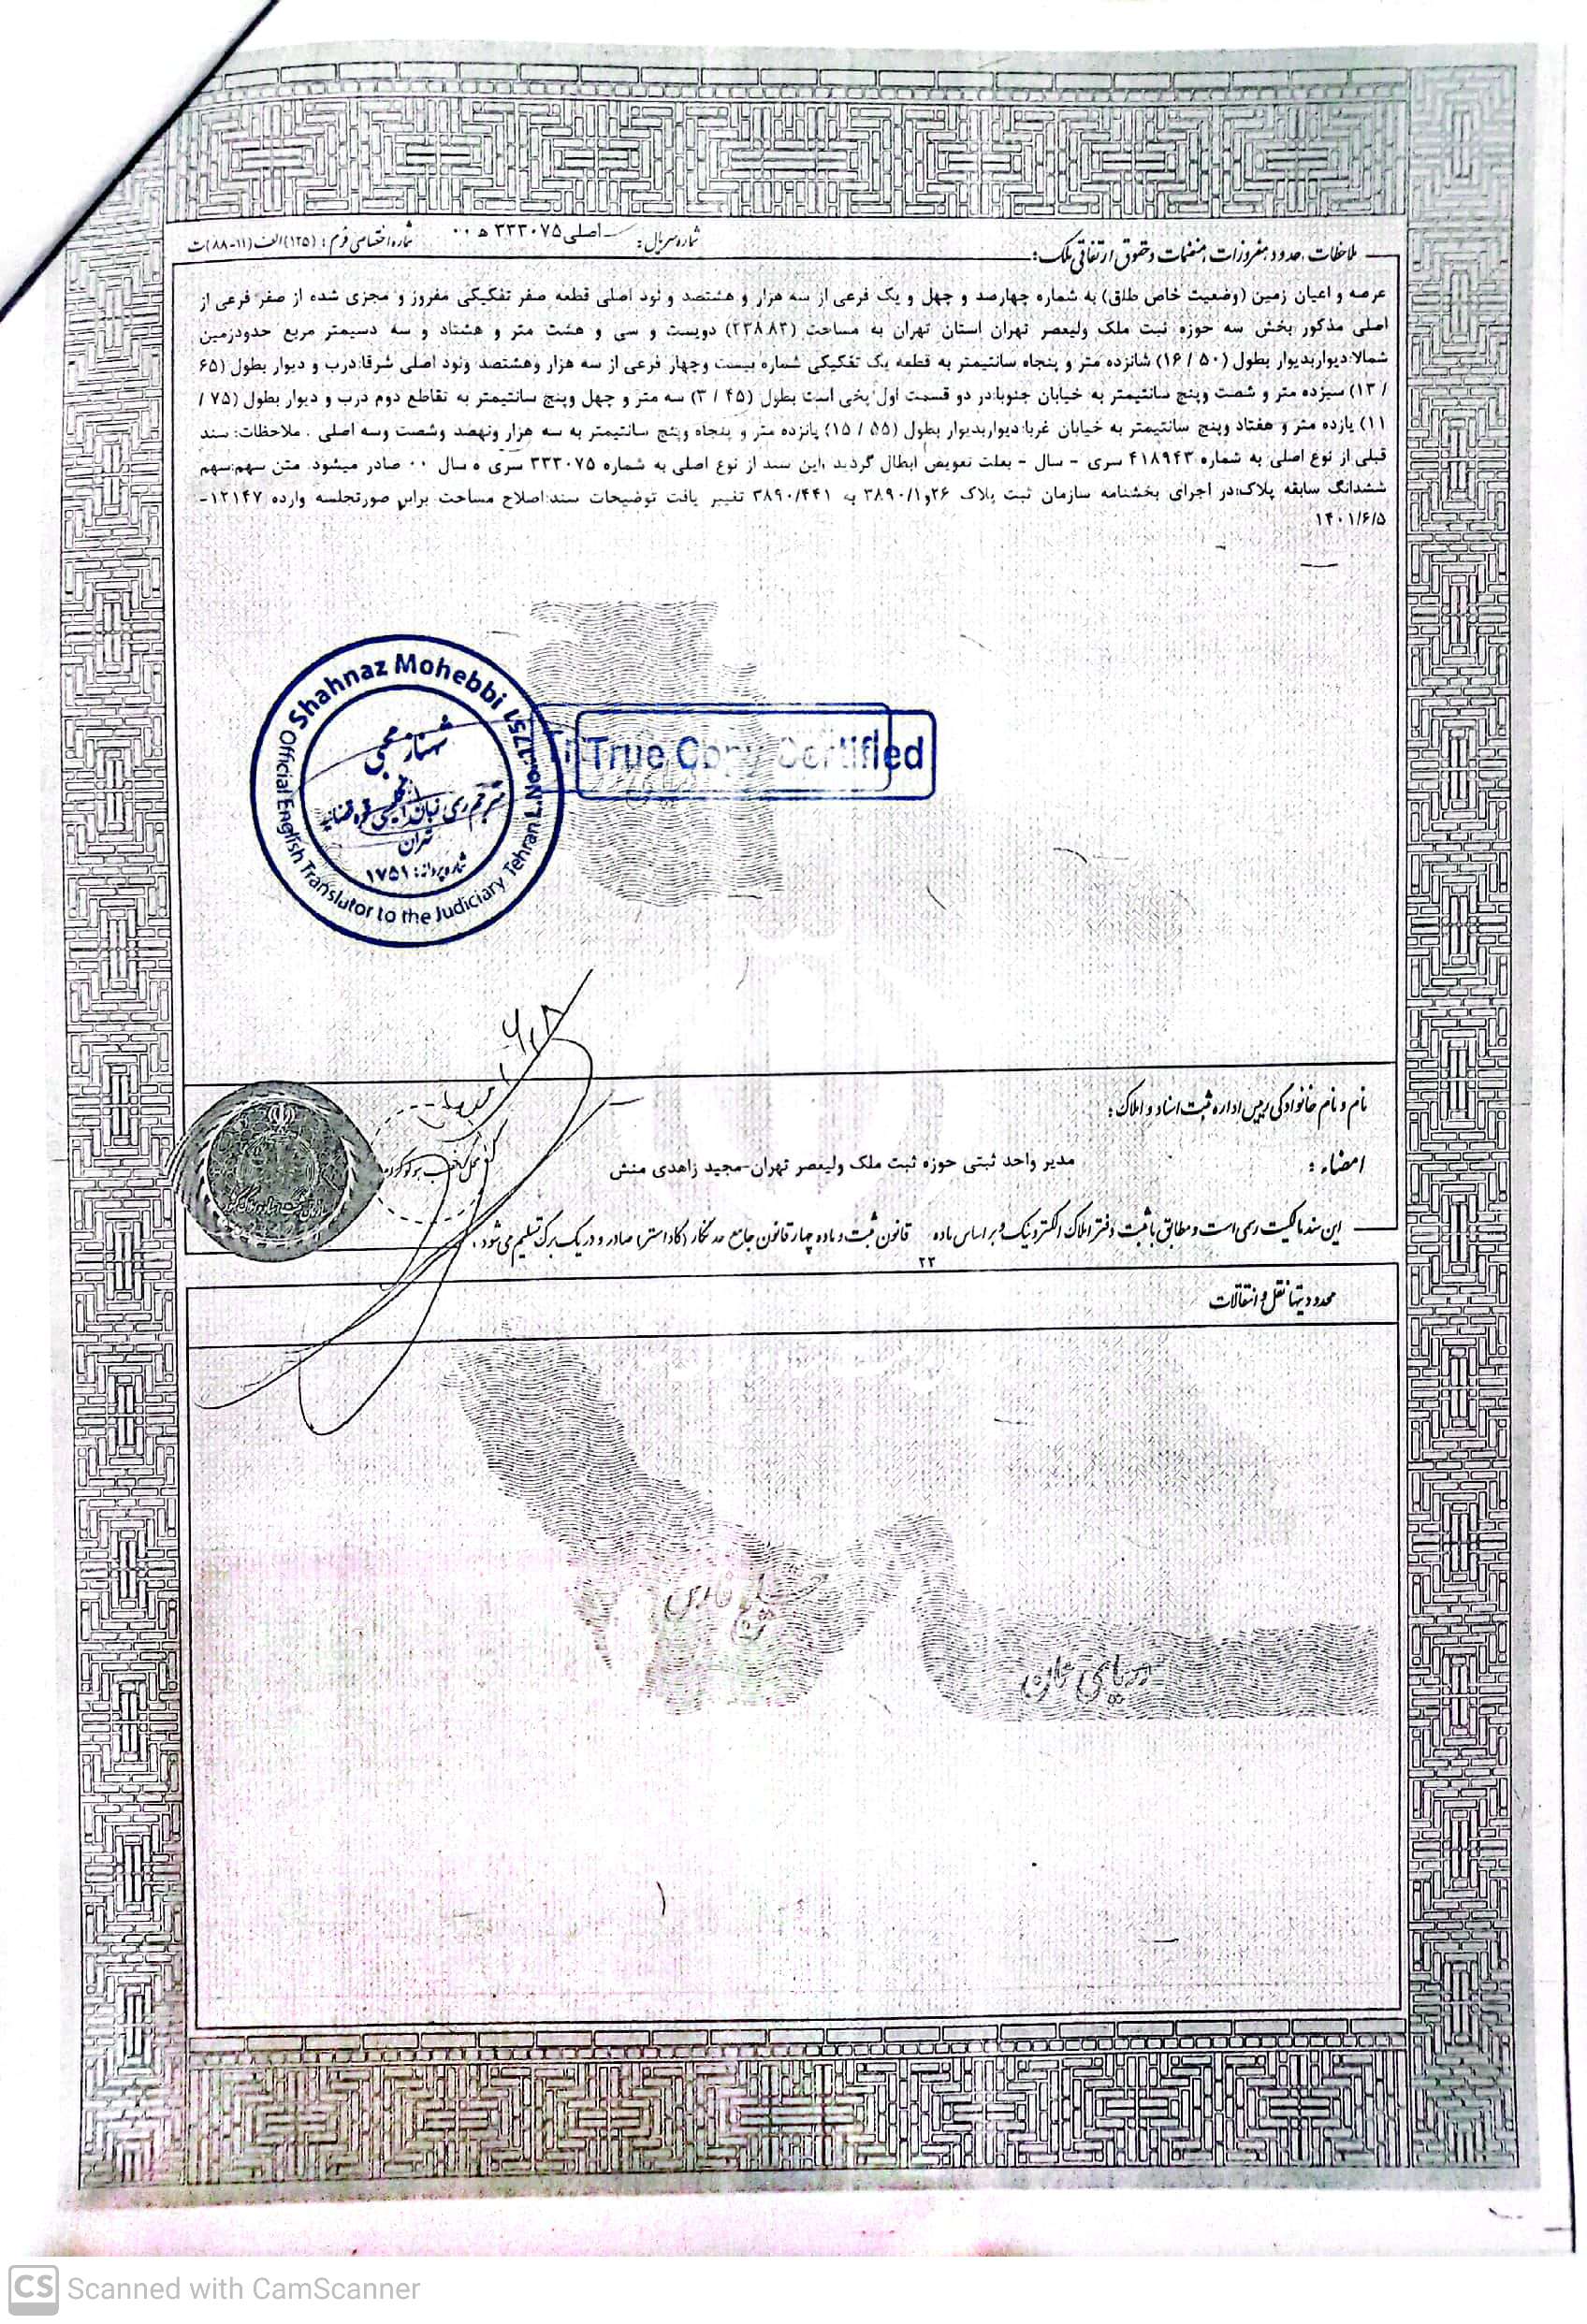 شماره اختصاصی فرم : (۱۲۵) الف (۱۱-۸۸) ت
شماره سریال: اصلی ۳۳۳۰۷۵ ه ۰۰
ملاحظات ،حدود ،مفروزات ،منضمات و حقوق ارتفاقی ملک:
عرصه و اعیان زمین (وضعیت خاص طلق) به شماره چهارصد و چهل و یک فرعی از سه هزار و هشتصد و نود اصلی قطعه صفر تفکیکی مفروز و مجزی شده از صفر فرعی از
اصلی مذکور بخش سه حوزه ثبت ملک ولیعصر تهران استان تهران به مساحت (۲۳۸.۸۳) دویست و سی و هشت متر و هشتاد و سه دسیمتر مربع حدودزمین
شمالا:دیواربدیوار بطول (۵۰ / ۱۶) شانزده متر و پنجاه سانتیمتر به قطعه یک تفکیکی شماره بیست وچهار فرعی از سه هزار وهشتصد ونود اصلی شرقا:درب و دیوار بطول (۶۵
/ ۱۳) سیزده متر و شصت وپنج سانتیمتر به خیابان جنوبا:در دو قسمت اول پخی است بطول (۴۵ / ۳) سه متر و چهل وپنج سانتیمتر به تقاطع دوم درب و دیوار بطول (۷۵ /
۱۱) یازده متر و هفتاد وپنج سانتیمتر به خیابان غربا:دیواربدیوار بطول (۵۵ / ۱۵) پانزده متر و پنجاه وپنج سانتیمتر به سه هزار ونهصد وشصت وسه اصلی . ملاحظات: سند
قبلی از نوع اصلی به شماره ۴۱۸۹۴۳ سری - سال - بعلت تعویض ابطال گردید ،این سند از نوع اصلی به شماره ۳۳۳۰۷۵ سری ه سال ۰۰ صادر میشود. متن سهم:سهم
ششدانگ سابقه پلاک:در اجرای بخشنامه سازمان ثبت پلاک ۲۶و۳۸۹۰/۱ به ۳۸۹۰/۴۴۱ تغییر یافت توضیحات سند:اصلاح مساحت برابر صورتجلسه وارده ۱۲۱۴۷-
۱۴۰۱/۶/۵
Shahnaz Mohebbi
Official English Translator to the Judiciary Tehran L No. 1751
شهناز محبی
مترجم رسمی زبان انگلیسی قوه قضائیه
تهران
شماره پروانه: ۱۷۵۱
True Copy Certified
نام و نام خانوادگی رییس اداره ثبت اسناد و املاک:
امضاء :
مدیر واحد ثبتی حوزه ثبت ملک ولیعصر تهران-مجید زاهدی منش
این سند مالکیت رسمی است و مطابق با ثبت دفتر املاک الکترونیک و بر اساس ماده ۲۲ قانون ثبت و ماده چهار قانون جامع حدنگار (کاداستر) صادر و در یک برگ تسلیم می شود .
محدودیتها نقل و انتقالات
خلیج فارس
دریای عمان
CS Scanned with CamScanner